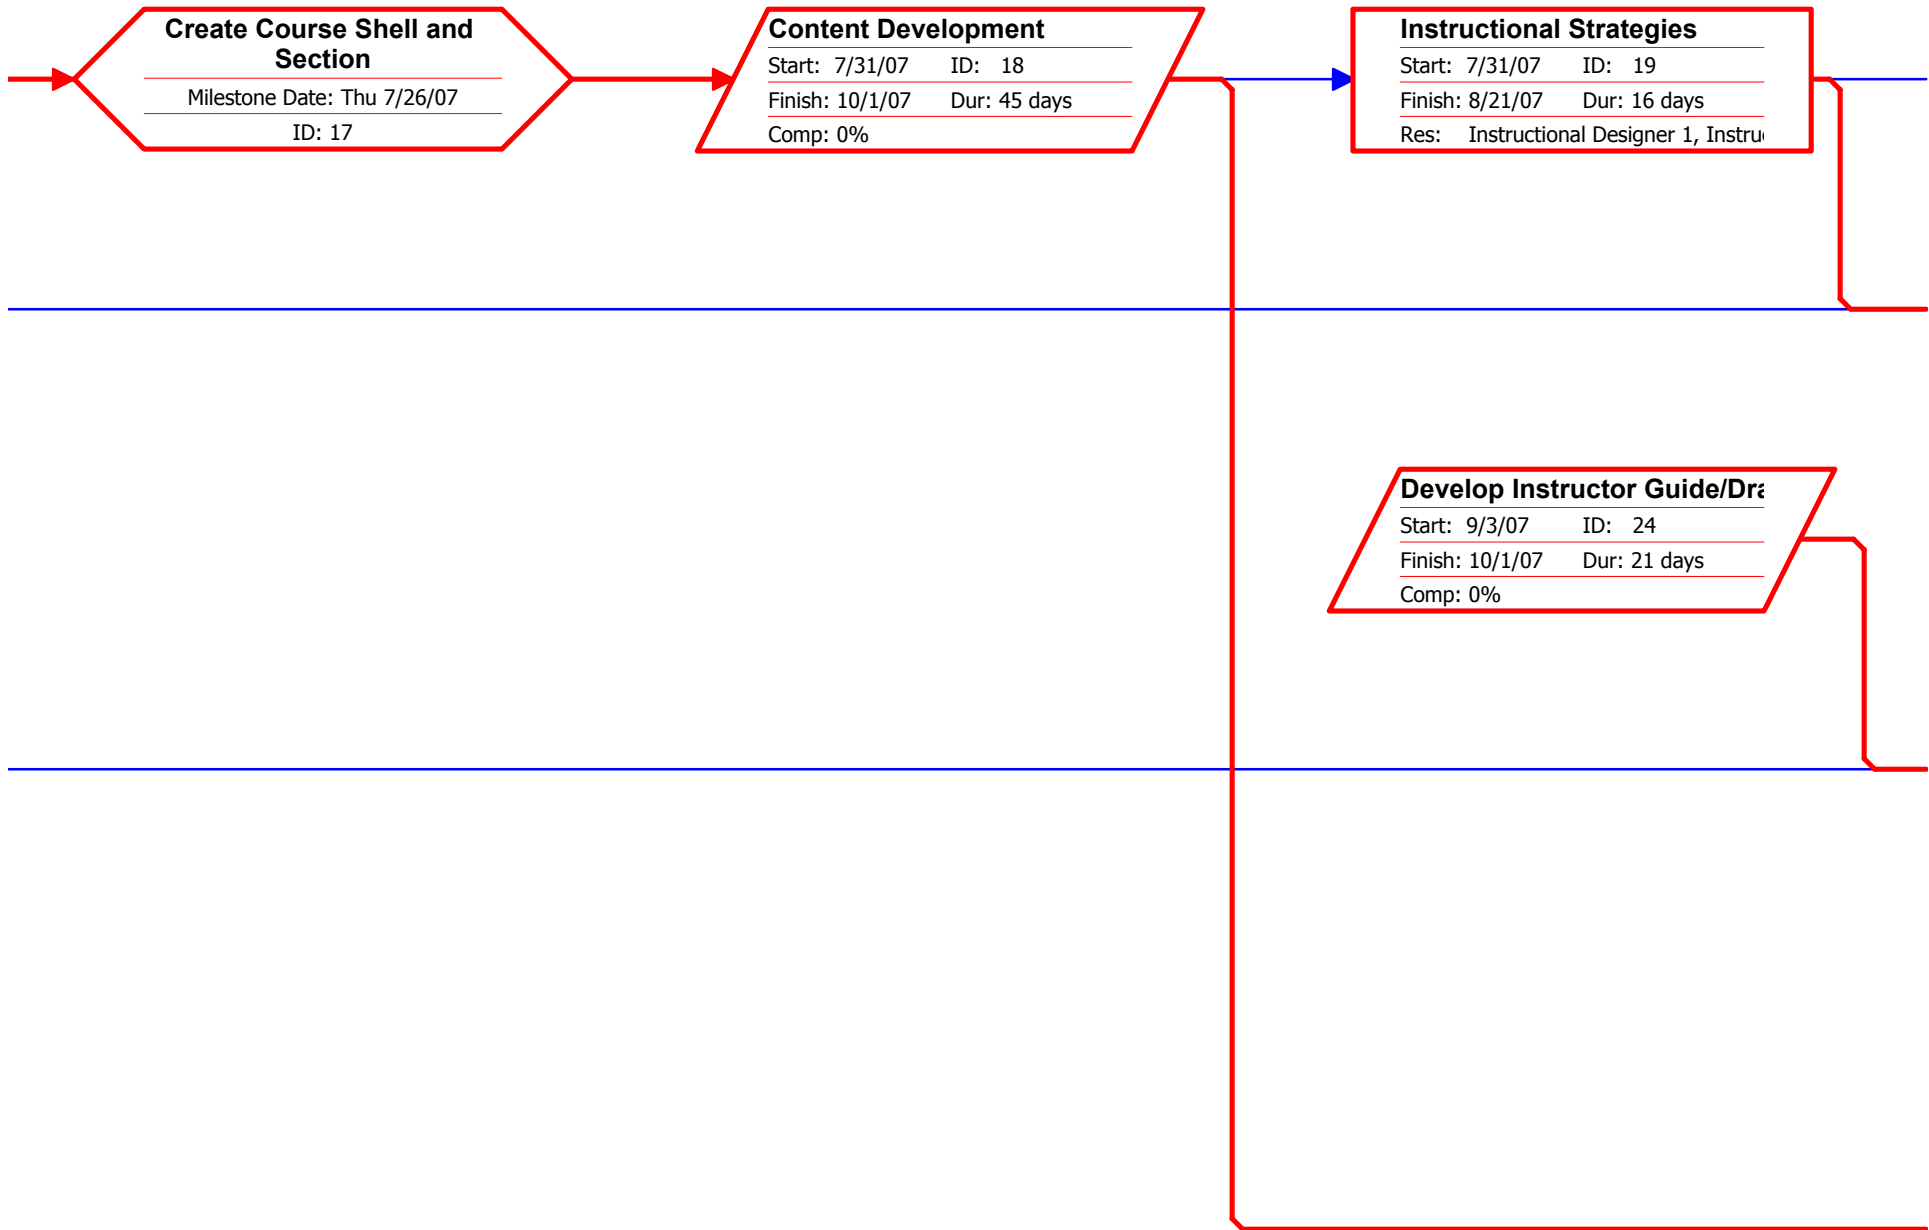 Create Course Shell and
Section
Milestone Date: Thu 7/26/07
ID: 17
Content Development
Start: 7/31/07 ID: 18
Finish: 10/1/07 Dur: 45 days
Comp: 0%
Instructional Strategies
Start: 7/31/07 ID: 19
Finish: 8/21/07 Dur: 16 days
Res: Instructional Designer 1, Instru
Develop Instructor Guide/Dra
Start: 9/3/07 ID: 24
Finish: 10/1/07 Dur: 21 days
Comp: 0%